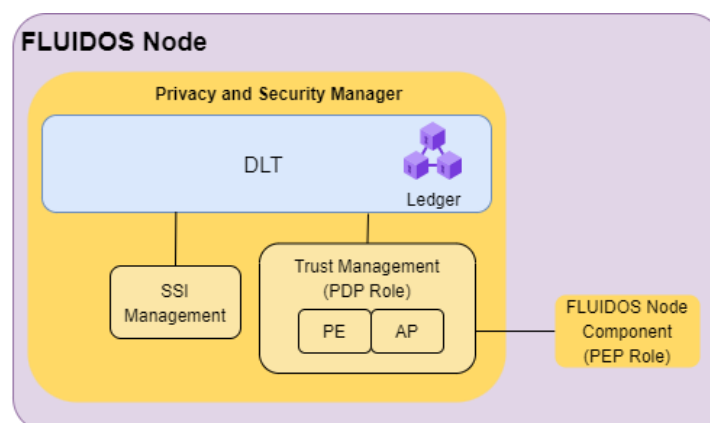 FLUIDOS Node
Privacy and Security Manager
DLT
Ledger
SSI
Management
Trust Management
(PDP Role)
PE
AP
FLUIDOS Node
Component
(PEP Role)